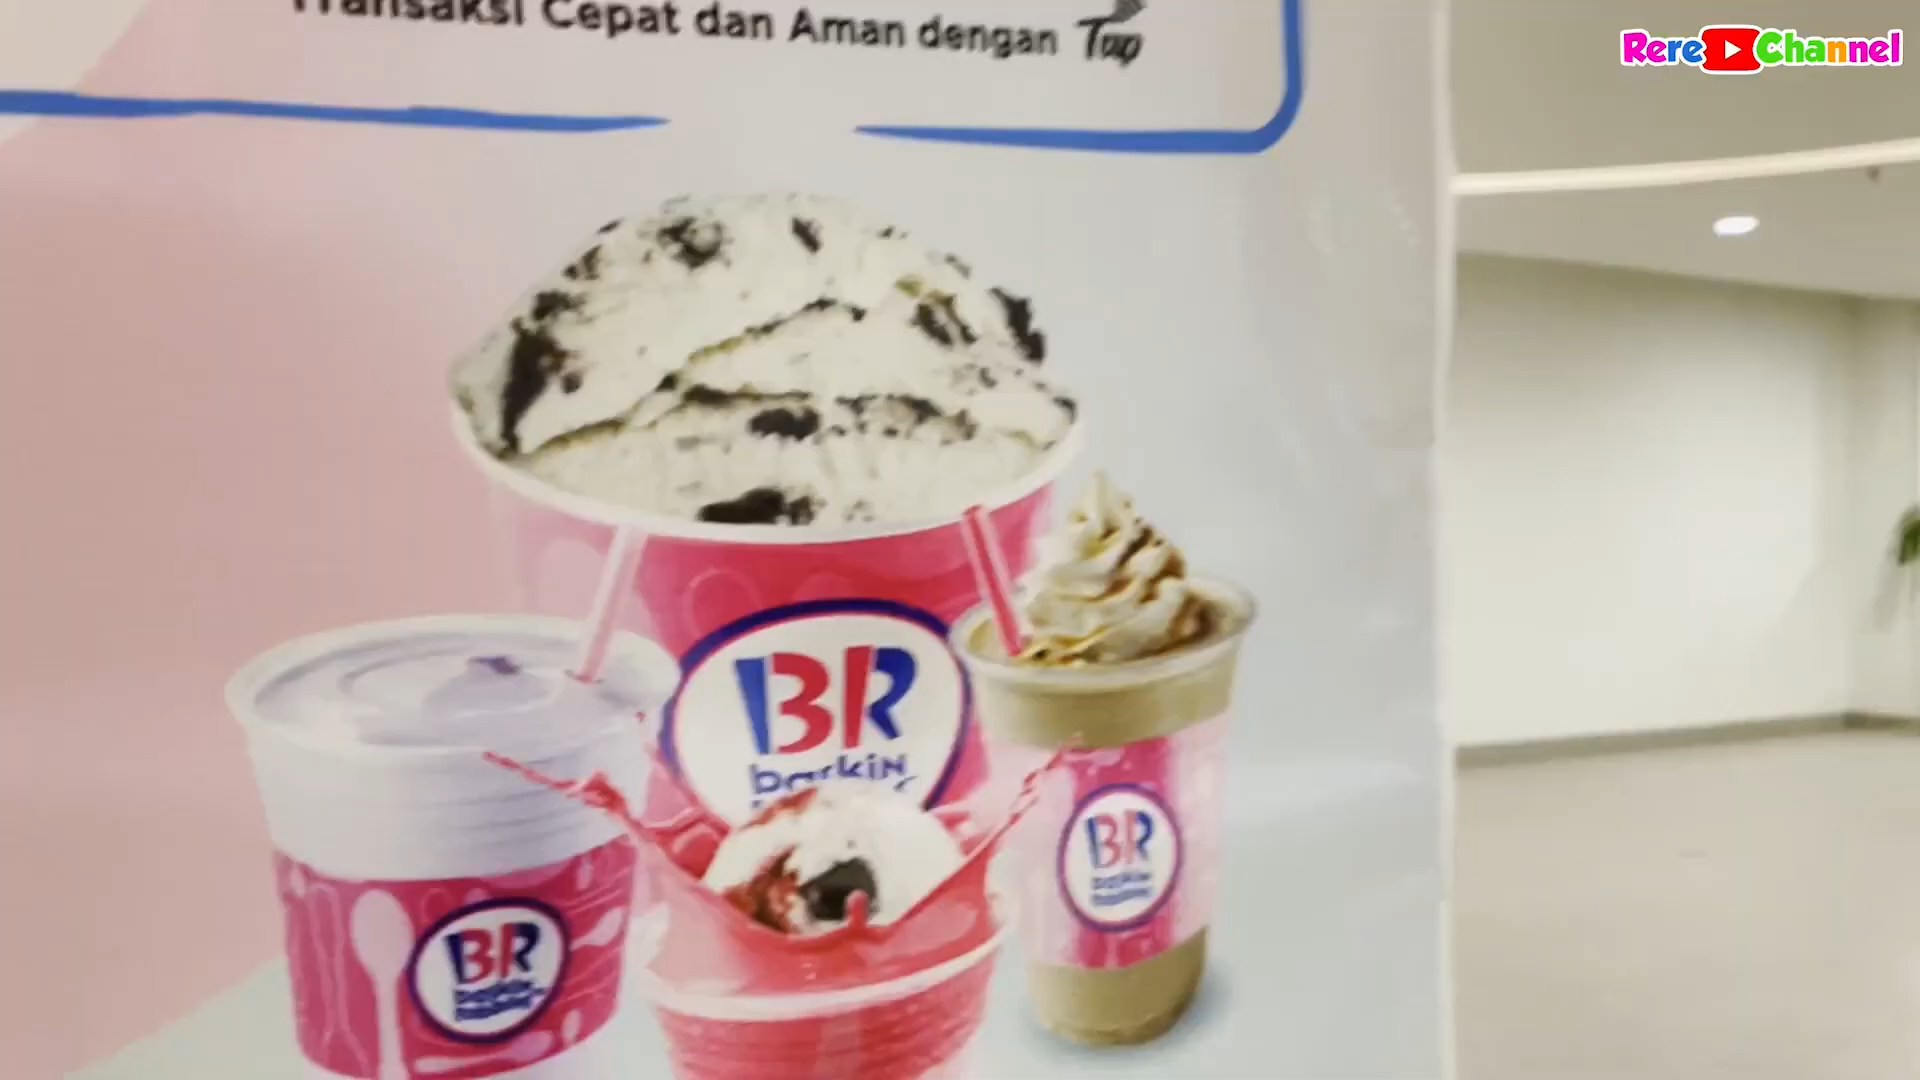 Transaksi Cepat dan Aman dengan Tap
Rere Channel
BR
baskin
BR
BR